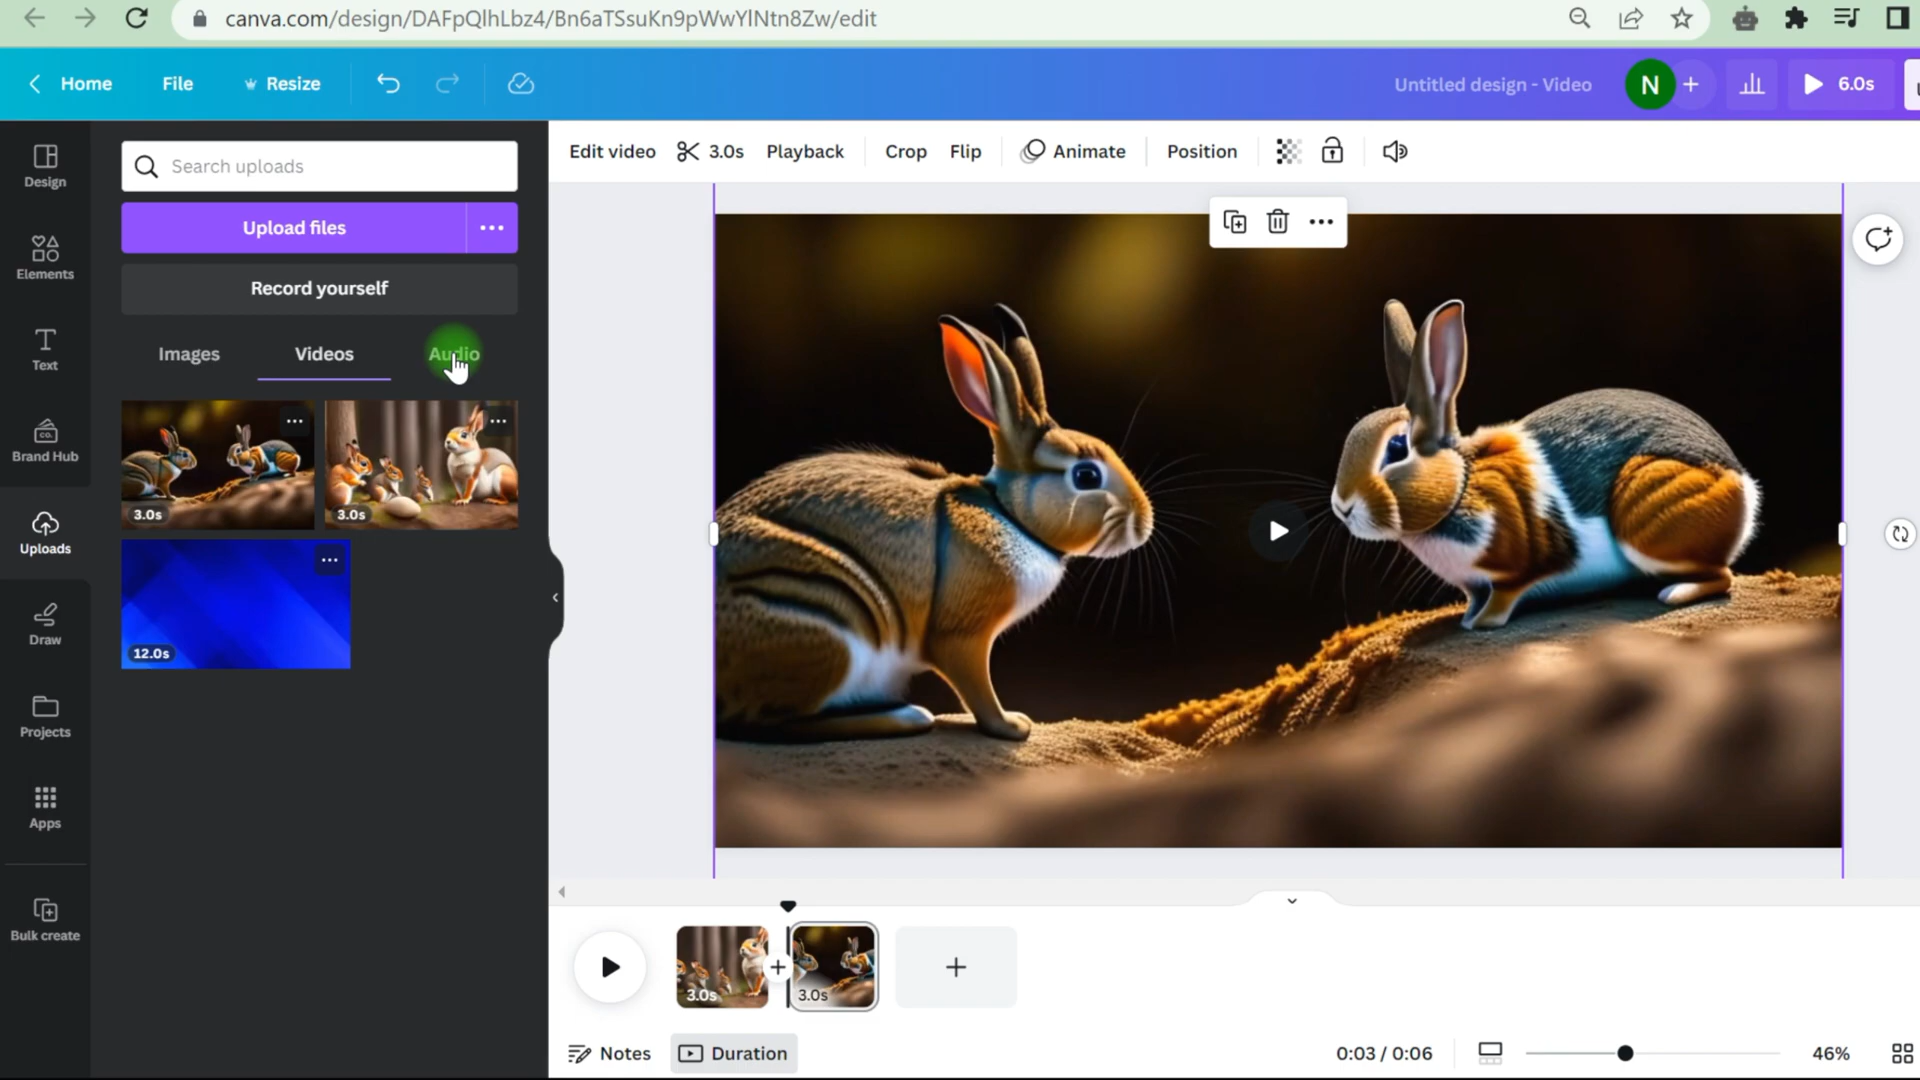 canva.com/design/DAFpQlhLbz4/Bn6aTSsuKn9pWwYlNtn8Zw/edit
Home File Resize Untitled design - Video N + 6.0s
Design
Elements
Text
Brand Hub
Uploads
Draw
Projects
Apps
Bulk create
Search uploads
Upload files
Record yourself
Images Videos Audio
3.0s 3.0s
12.0s
Edit video 3.0s Playback Crop Flip Animate Position
3.0s 3.0s
Notes Duration 0:03 / 0:06 46%